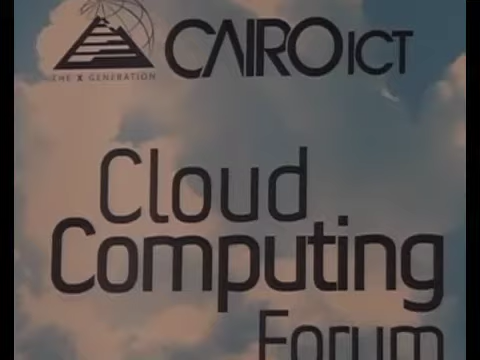 CAIRO ICT
THE X GENERATION
Cloud
Computing
Forum